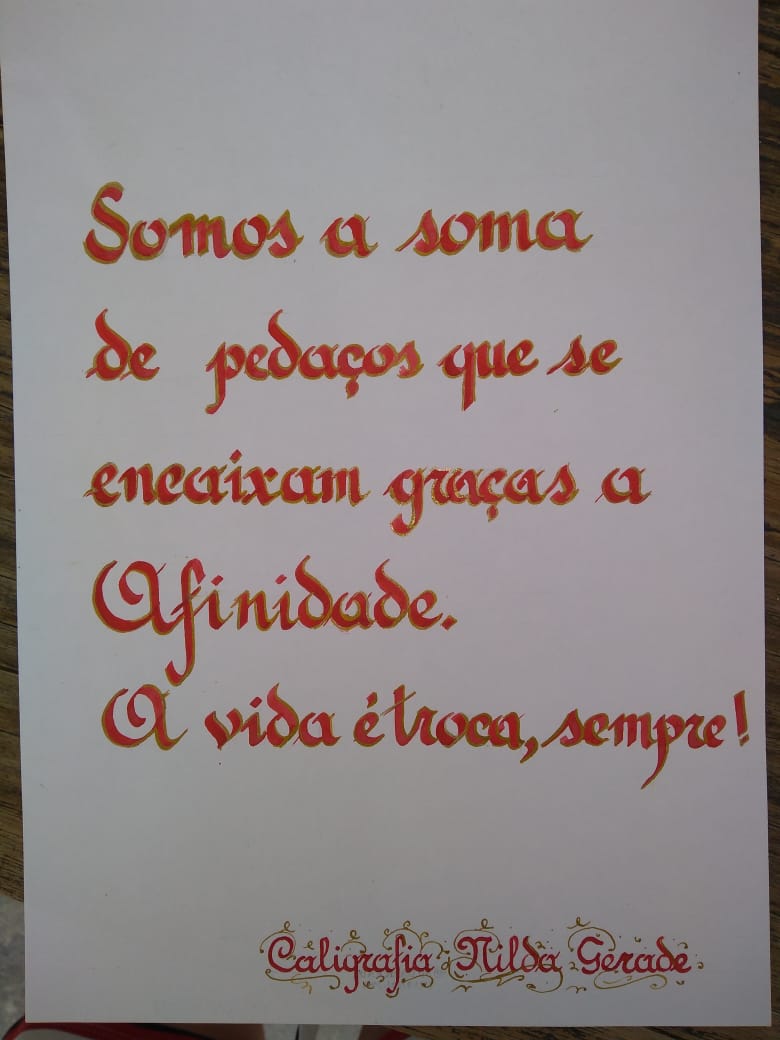 Somos a soma
de pedaços que se
encaixam graças a
Afinidade.
A vida é troca, sempre!
Caligrafia Nilda Gerade